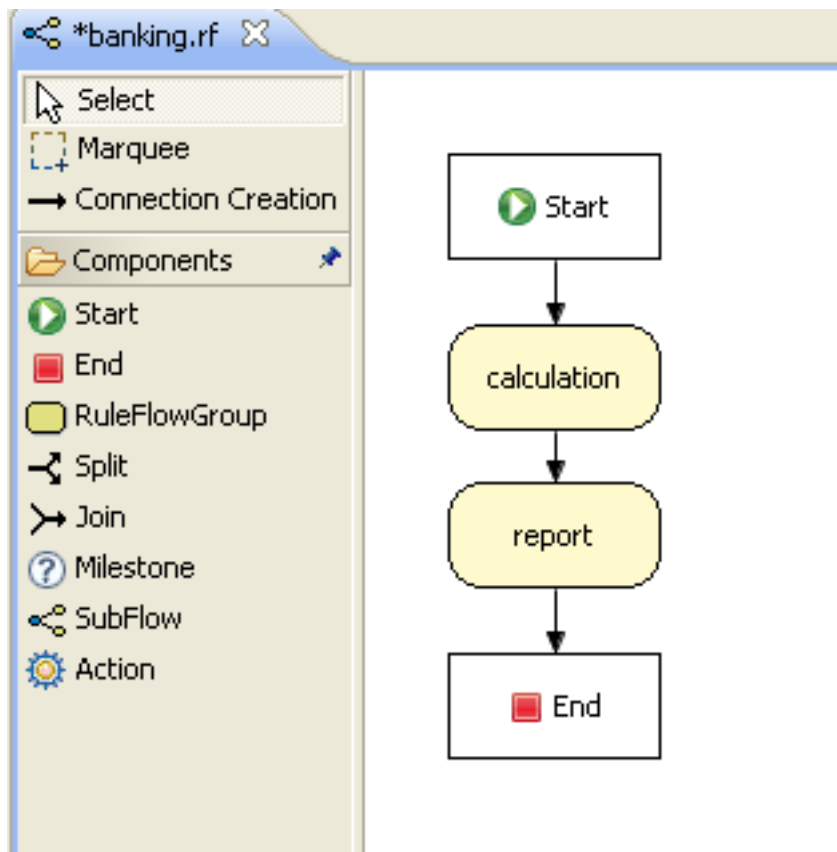 *banking.rf
Select
Marquee
Connection Creation
Components
Start
End
RuleFlowGroup
Split
Join
Milestone
SubFlow
Action
Start
calculation
report
End